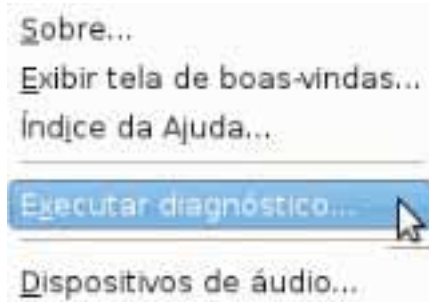 Sobre...
Exibir tela de boas-vindas...
Índice da Ajuda...
Executar diagnóstico...
Dispositivos de áudio...